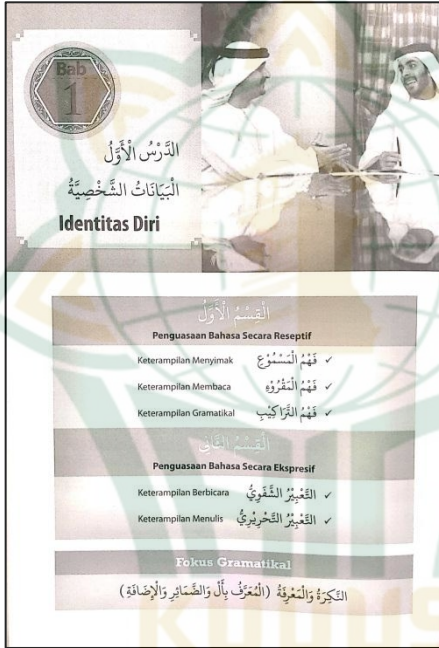 Bab
1
الدَّرْسُ الْأَوَّلُ
الْبَيَانَاتُ الشَّخْصِيَّةُ
Identitas Diri
الْقِسْمُ الْأَوَّلُ
Penguasaan Bahasa Secara Reseptif
Keterampilan Menyimak فَهْمُ الْمَسْمُوْعِ ✓
Keterampilan Membaca فَهْمُ الْمَقْرُوْءِ ✓
Keterampilan Gramatikal فَهْمُ التَّرَاكِيْبِ ✓
الْقِسْمُ الثَّانِي
Penguasaan Bahasa Secara Ekspresif
Keterampilan Berbicara التَّعْبِيْرُ الشَّفَوِيُّ ✓
Keterampilan Menulis التَّعْبِيْرُ التَّحْرِيْرِيُّ ✓
Fokus Gramatikal
النَّكِرَةُ وَالْمَعْرِفَةُ (الْمُعَرَّفُ بِأَلْ وَالضَّمَائِرِ وَالْإِضَافَةِ)
KUDUS